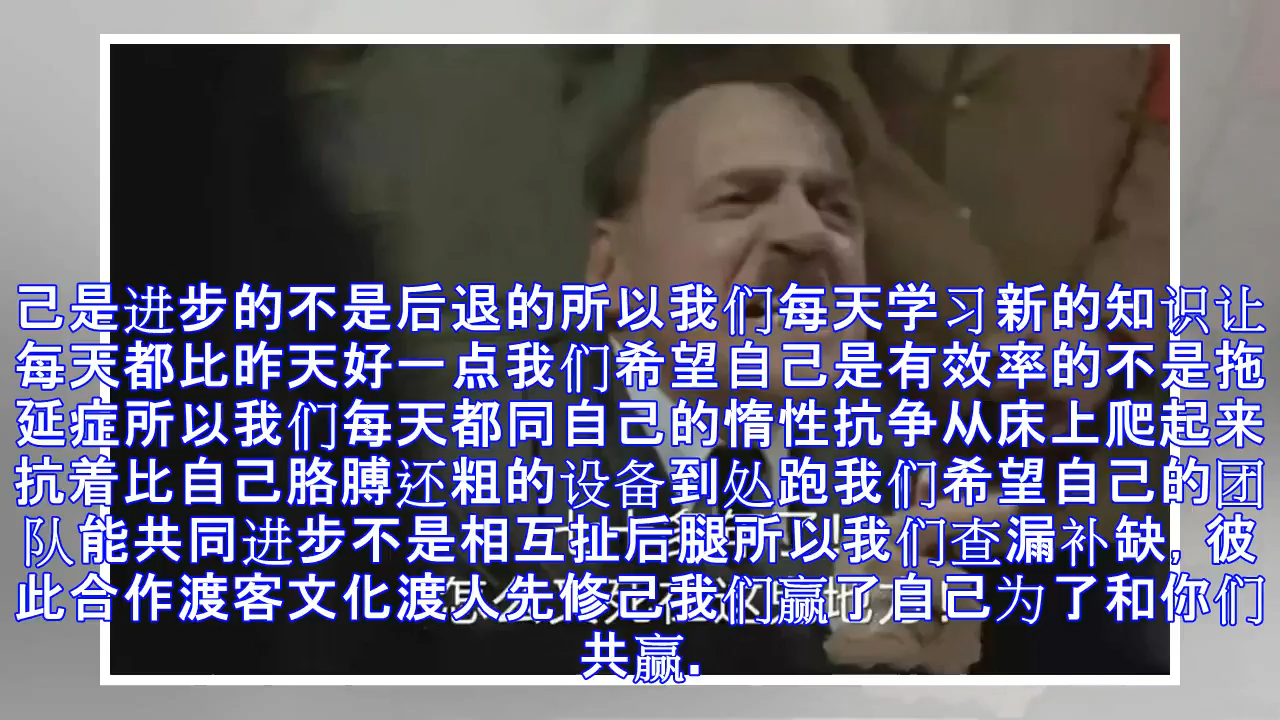 己是进步的不是后退的所以我们每天学习新的知识让
每天都比昨天好一点我们希望自己是有效率的不是拖
延症所以我们每天都同自己的惰性抗争从床上爬起来
抗着比自己胳膊还粗的设备到处跑我们希望自己的团
队能共同进步不是相互扯后腿所以我们查漏补缺, 彼
此合作渡客文化渡人先修己我们赢了自己为了和你们
共赢.